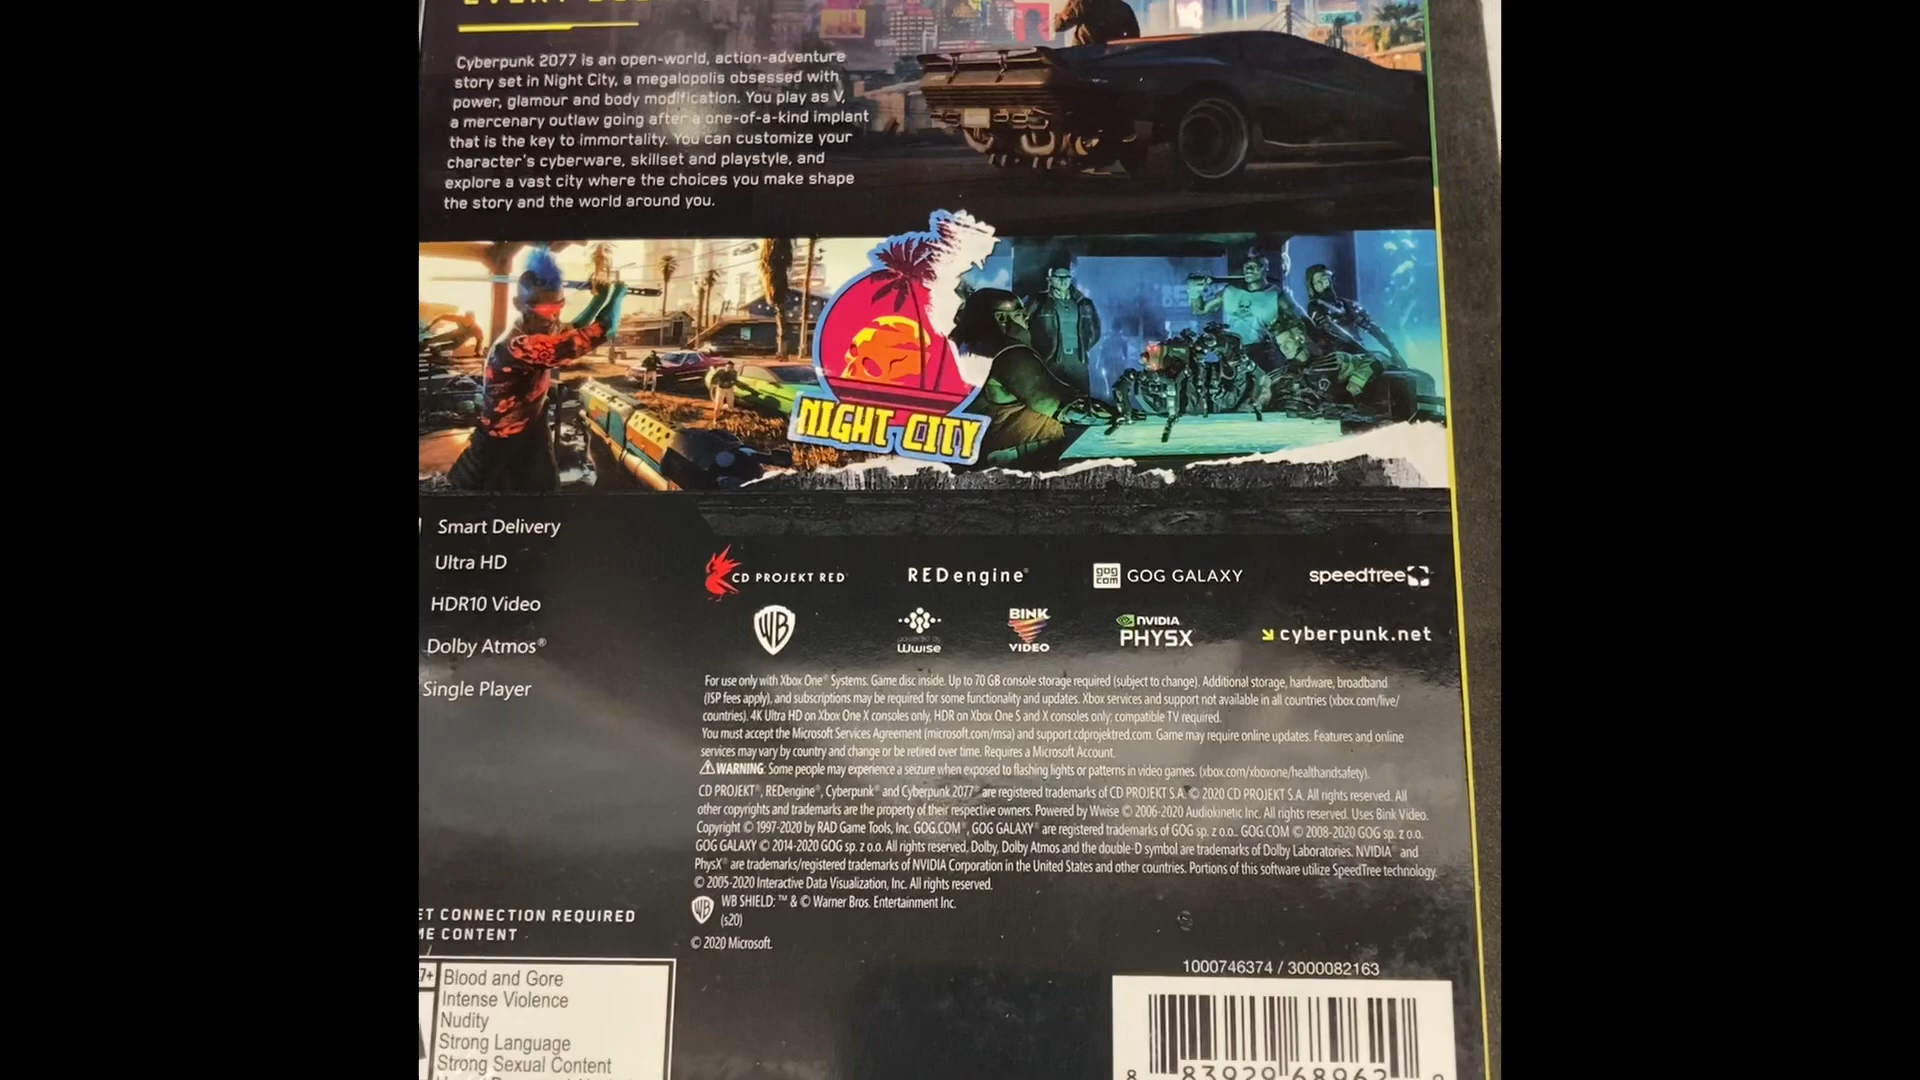 Cyberpunk 2077 is an open-world, action-adventure
story set in Night City, a megalopolis obsessed with
power, glamour and body modification. You play as V,
a mercenary outlaw going after a one-of-a-kind implant
that is the key to immortality. You can customize your
character's cyberware, skillset and playstyle, and
explore a vast city where the choices you make shape
the story and the world around you.
NIGHT CITY
Smart Delivery
Ultra HD
HDR10 Video
Dolby Atmos®
Single Player
CD PROJEKT RED®
REDengine®
gog com GOG GALAXY
speedtree
WB
powered by Wwise
BINK VIDEO
NVIDIA PHYSX
cyberpunk.net
For use only with Xbox One® Systems. Game disc inside. Up to 70 GB console storage required (subject to change). Additional storage, hardware, broadband
(ISP fees apply), and subscriptions may be required for some functionality and updates. Xbox services and support not available in all countries (xbox.com/live/
countries). 4K Ultra HD on Xbox One X consoles only, HDR on Xbox One S and X consoles only; compatible TV required.
You must accept the Microsoft Services Agreement (microsoft.com/msa) and support.cdprojektred.com. Game may require online updates. Features and online
services may vary by country and change or be retired over time. Requires a Microsoft Account.
⚠WARNING: Some people may experience a seizure when exposed to flashing lights or patterns in video games. (xbox.com/xboxone/healthandsafety).
CD PROJEKT®, REDengine®, Cyberpunk® and Cyberpunk 2077® are registered trademarks of CD PROJEKT S.A. © 2020 CD PROJEKT S.A. All rights reserved. All
other copyrights and trademarks are the property of their respective owners. Powered by Wwise © 2006-2020 Audiokinetic Inc. All rights reserved. Uses Bink Video.
Copyright © 1997-2020 by RAD Game Tools, Inc. GOG.COM®, GOG GALAXY® are registered trademarks of GOG sp. z o.o.. GOG.COM © 2008-2020 GOG sp. z o.o.
GOG GALAXY © 2014-2020 GOG sp. z o.o. All rights reserved. Dolby, Dolby Atmos and the double-D symbol are trademarks of Dolby Laboratories. NVIDIA® and
PhysX® are trademarks/registered trademarks of NVIDIA Corporation in the United States and other countries. Portions of this software utilize SpeedTree technology.
© 2005-2020 Interactive Data Visualization, Inc. All rights reserved.
WB SHIELD: ™ & © Warner Bros. Entertainment Inc.
(s20)
© 2020 Microsoft.
ET CONNECTION REQUIRED
ME CONTENT
7+
Blood and Gore
Intense Violence
Nudity
Strong Language
Strong Sexual Content
1000746374 / 3000082163
8 83929 68962